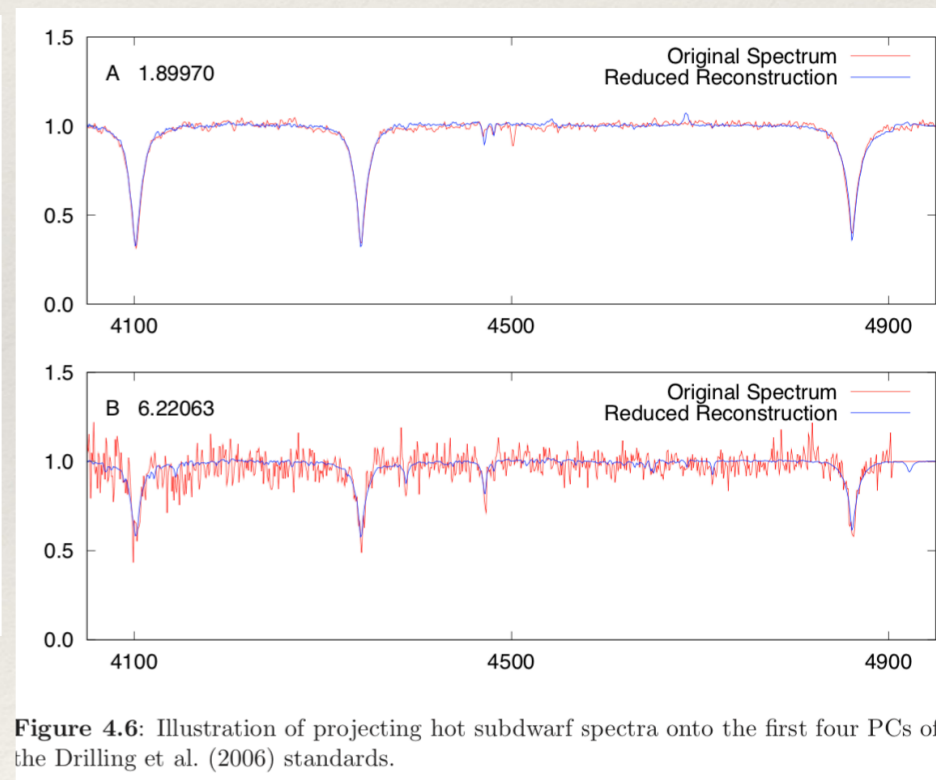 1.5
A 1.89970
Original Spectrum
Reduced Reconstruction
1.0
0.5
0.0
4100 4500 4900
1.5
B 6.22063
Original Spectrum
Reduced Reconstruction
1.0
0.5
0.0
4100 4500 4900
Figure 4.6: Illustration of projecting hot subdwarf spectra onto the first four PCs of
the Drilling et al. (2006) standards.